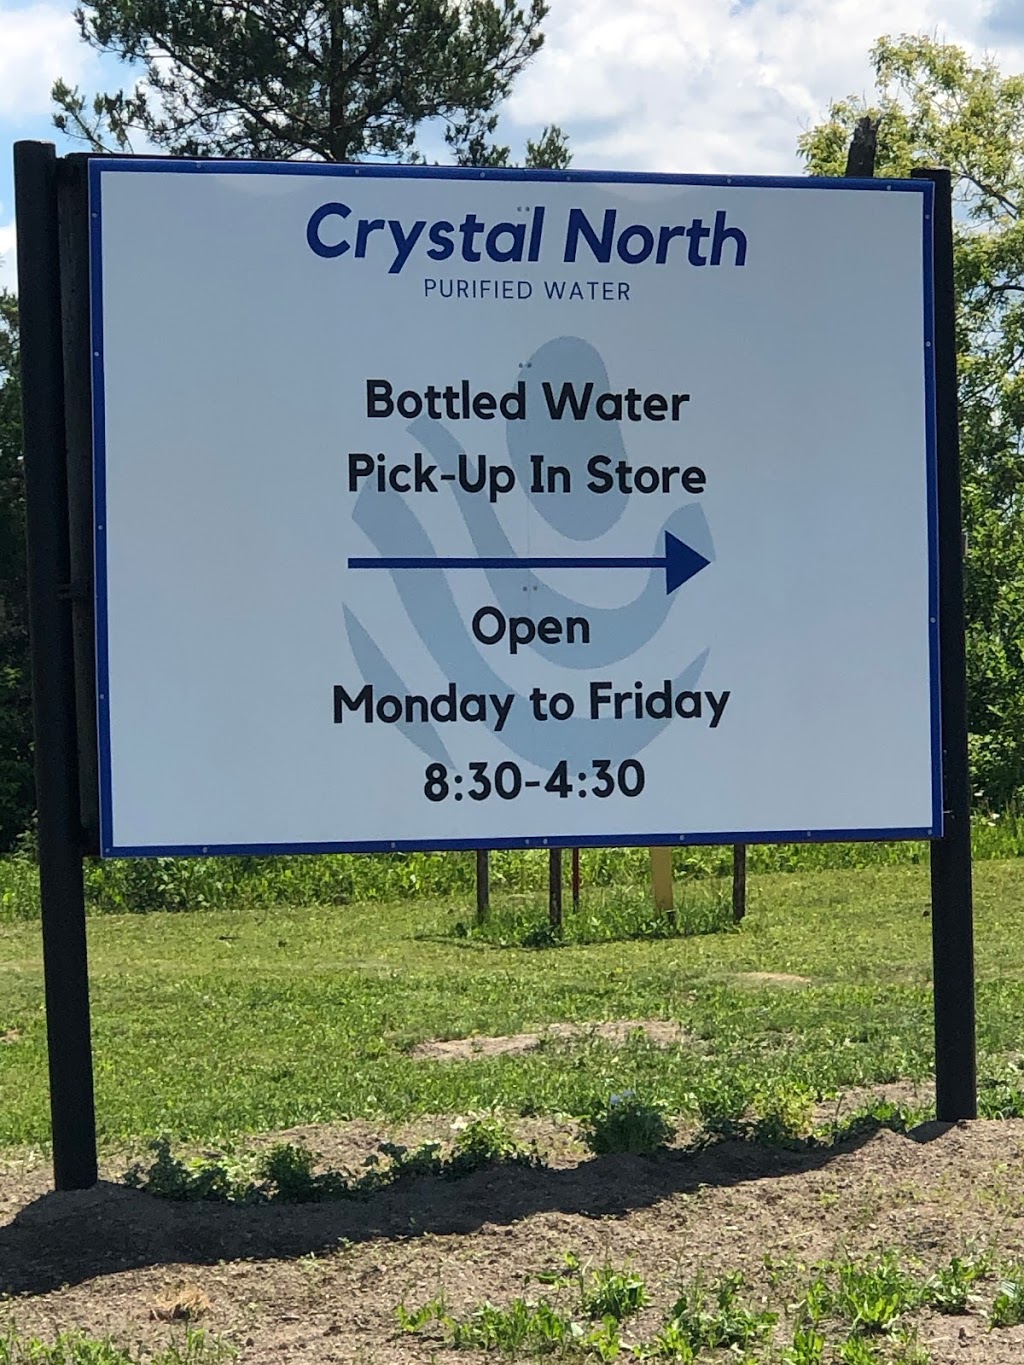 Crystal North
PURIFIED WATER
Bottled Water
Pick-Up In Store
Open
Monday to Friday
8:30-4:30